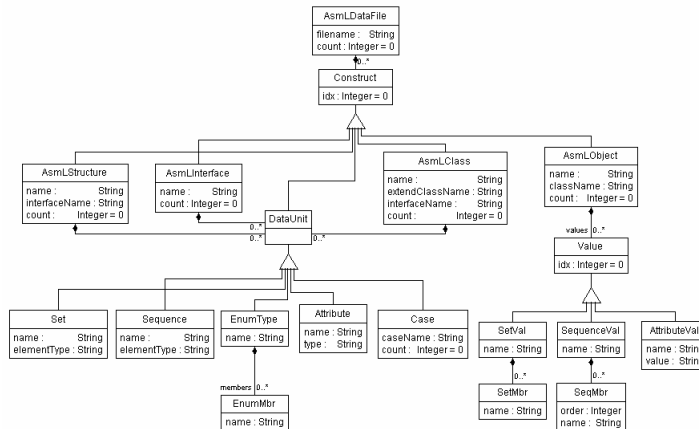 AsmLDataFile
filename : String
count : Integer = 0
0..*
Construct
idx : Integer = 0
AsmLStructure
name : String
interfaceName : String
count : Integer = 0
AsmLInterface
name : String
count : Integer = 0
AsmLClass
name : String
extendClassName : String
interfaceName : String
count : Integer = 0
AsmLObject
name : String
className : String
count : Integer = 0
0..*
0..*
DataUnit
0..*
values 0..*
Value
idx : Integer = 0
Set
name : String
elementType : String
Sequence
name : String
elementType : String
EnumType
name : String
Attribute
name : String
type : String
Case
caseName : String
count : Integer = 0
SetVal
name : String
SequenceVal
name : String
AttributeVal
name : String
value : String
members 0..*
EnumMbr
name : String
0..*
SetMbr
name : String
0..*
SeqMbr
order : Integer
name : String